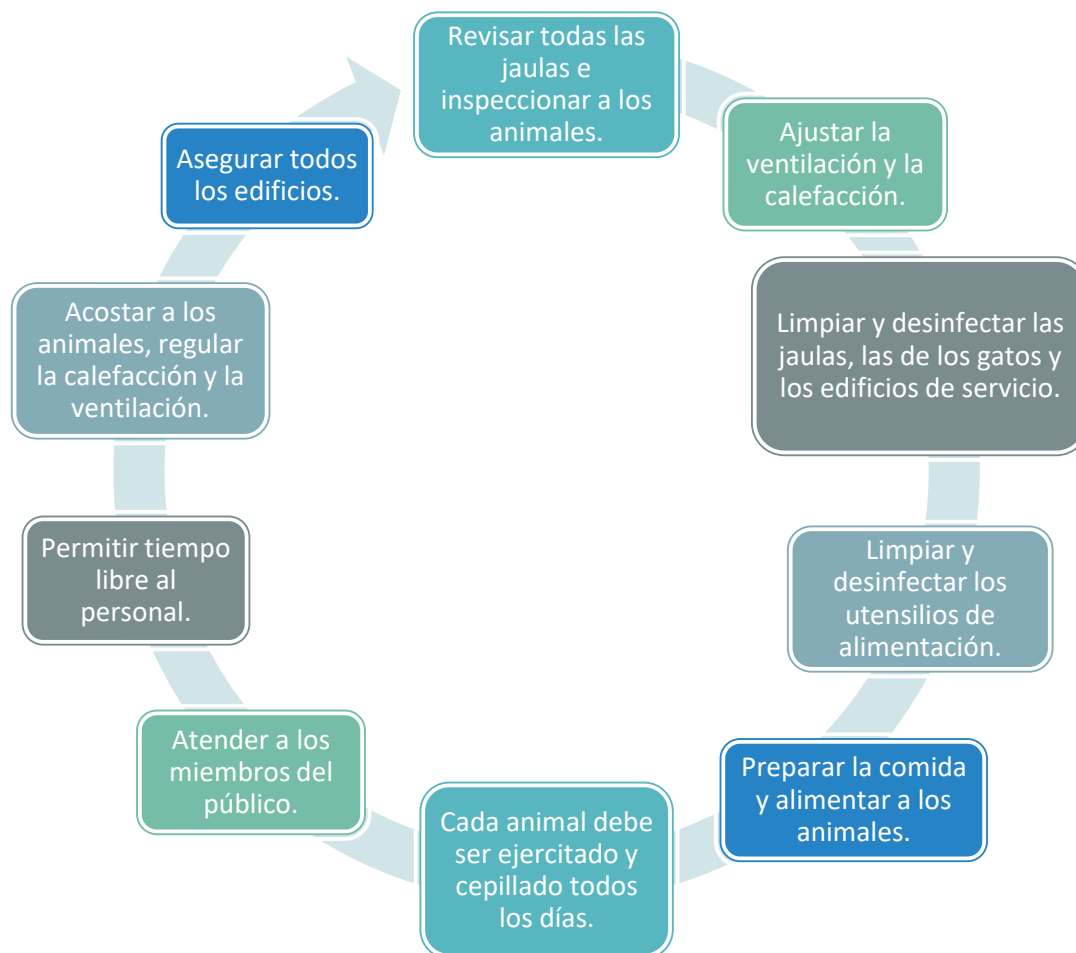 Revisar todas las
jaulas e
inspeccionar a los
animales.
Ajustar la
ventilación y la
calefacción.
Limpiar y desinfectar las
jaulas, las de los gatos y
los edificios de servicio.
Limpiar y
desinfectar los
utensilios de
alimentación.
Preparar la comida
y alimentar a los
animales.
Cada animal debe
ser ejercitado y
cepillado todos
los días.
Atender a los
miembros del
público.
Permitir tiempo
libre al
personal.
Acostar a los
animales, regular
la calefacción y la
ventilación.
Asegurar todos
los edificios.